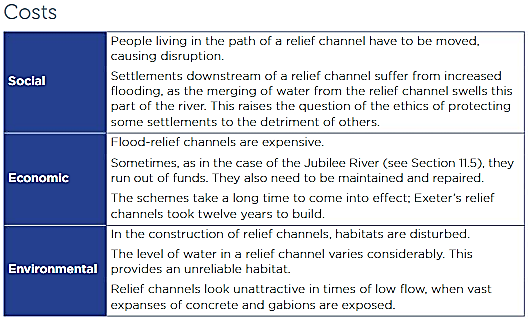 Costs
Social
People living in the path of a relief channel have to be moved,
causing disruption.
Settlements downstream of a relief channel suffer from increased
flooding, as the merging of water from the relief channel swells this
part of the river. This raises the question of the ethics of protecting
some settlements to the detriment of others.
Economic
Flood-relief channels are expensive.
Sometimes, as in the case of the Jubilee River (see Section 11.5), they
run out of funds. They also need to be maintained and repaired.
The schemes take a long time to come into effect; Exeter's relief
channels took twelve years to build.
Environmental
In the construction of relief channels, habitats are disturbed.
The level of water in a relief channel varies considerably. This
provides an unreliable habitat.
Relief channels look unattractive in times of low flow, when vast
expanses of concrete and gabions are exposed.